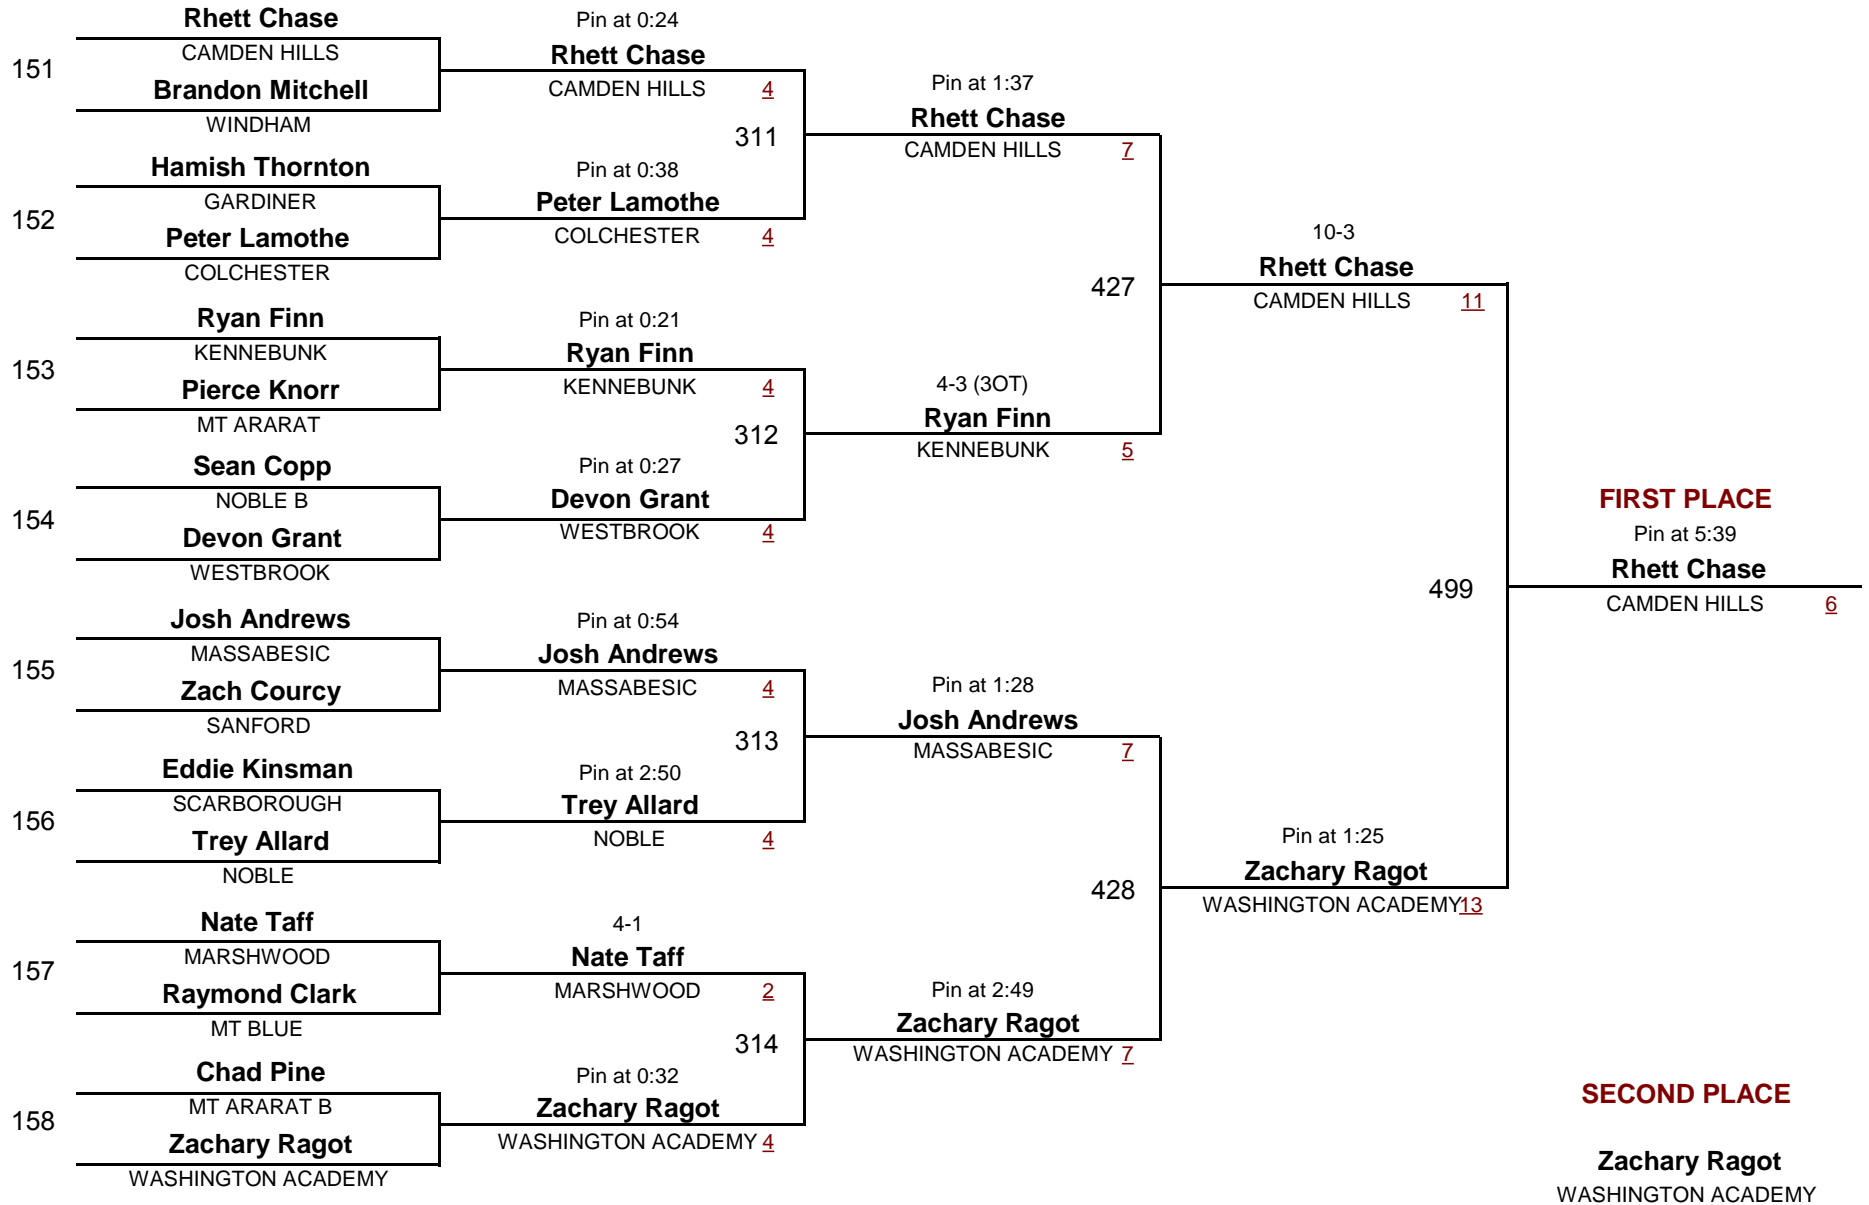 Rhett Chase
CAMDEN HILLS
151
Brandon Mitchell
WINDHAM
Hamish Thornton
GARDINER
152
Peter Lamothe
COLCHESTER
Ryan Finn
KENNEBUNK
153
Pierce Knorr
MT ARARAT
Sean Copp
NOBLE B
154
Devon Grant
WESTBROOK
Josh Andrews
MASSABESIC
155
Zach Courcy
SANFORD
Eddie Kinsman
SCARBOROUGH
156
Trey Allard
NOBLE
Nate Taff
MARSHWOOD
157
Raymond Clark
MT BLUE
Chad Pine
MT ARARAT B
158
Zachary Ragot
WASHINGTON ACADEMY
Pin at 0:24
Rhett Chase
CAMDEN HILLS 4
311
Pin at 0:38
Peter Lamothe
COLCHESTER 4
Pin at 0:21
Ryan Finn
KENNEBUNK 4
312
Pin at 0:27
Devon Grant
WESTBROOK 4
Pin at 0:54
Josh Andrews
MASSABESIC 4
313
Pin at 2:50
Trey Allard
NOBLE 4
4-1
Nate Taff
MARSHWOOD 2
314
Pin at 0:32
Zachary Ragot
WASHINGTON ACADEMY 4
Pin at 1:37
Rhett Chase
CAMDEN HILLS 7
427
4-3 (3OT)
Ryan Finn
KENNEBUNK 5
Pin at 1:28
Josh Andrews
MASSABESIC 7
428
Pin at 2:49
Zachary Ragot
WASHINGTON ACADEMY 7
10-3
Rhett Chase
CAMDEN HILLS 11
499
Pin at 1:25
Zachary Ragot
WASHINGTON ACADEMY 13
FIRST PLACE
Pin at 5:39
Rhett Chase
CAMDEN HILLS 6
SECOND PLACE
Zachary Ragot
WASHINGTON ACADEMY